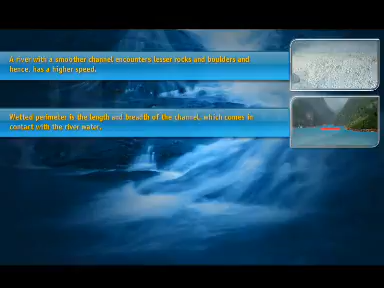 A river with a smoother channel encounters lesser rocks and boulders and
hence, has a higher speed.
Wetted perimeter is the length and breadth of the channel, which comes in
contact with the river water.